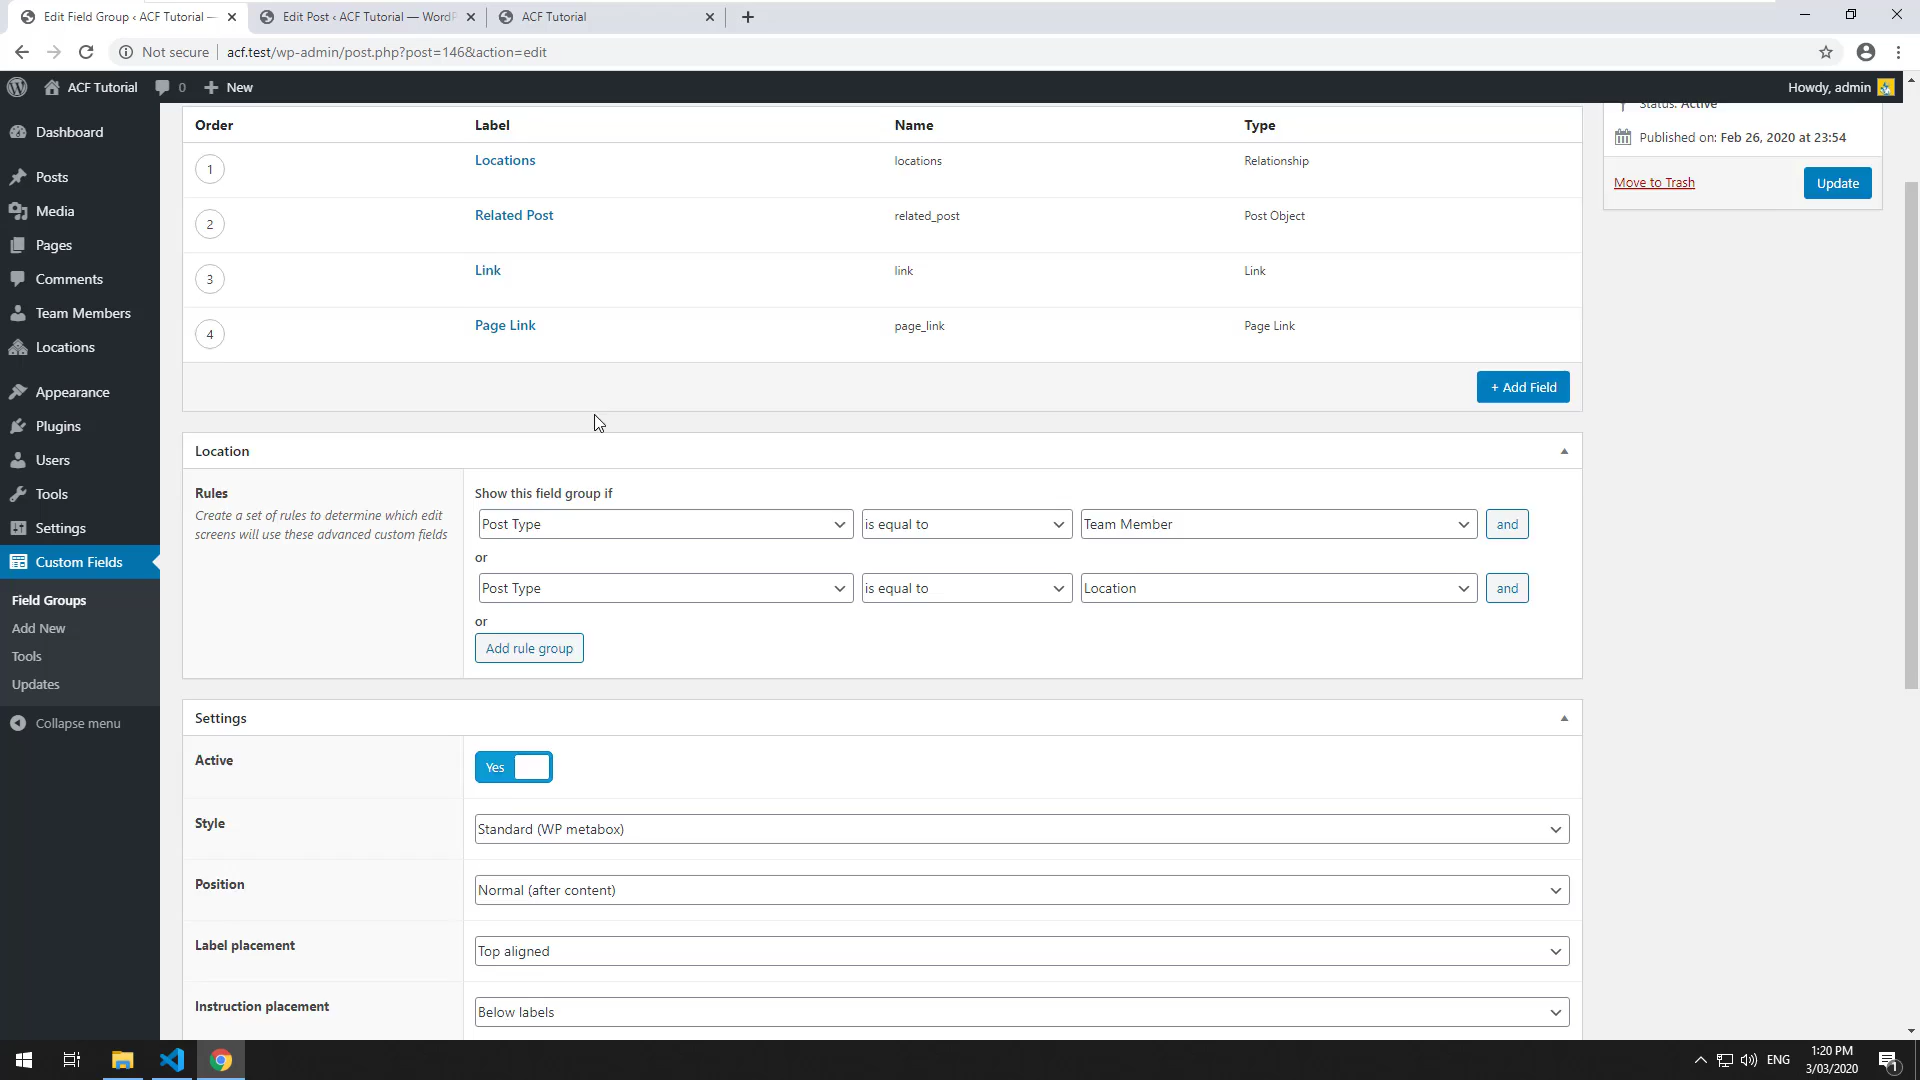 Edit Field Group ‹ ACF Tutorial —
Edit Post ‹ ACF Tutorial — WordP
ACF Tutorial
Not secure
acf.test/wp-admin/post.php?post=146&action=edit
ACF Tutorial
0
New
Howdy, admin
Dashboard
Posts
Media
Pages
Comments
Team Members
Locations
Appearance
Plugins
Users
Tools
Settings
Custom Fields
Field Groups
Add New
Tools
Updates
Collapse menu
Order Label Name Type
1 Locations locations Relationship
2 Related Post related_post Post Object
3 Link link Link
4 Page Link page_link Page Link
+ Add Field
Status: Active
Published on: Feb 26, 2020 at 23:54
Move to Trash
Update
Location
Rules
Create a set of rules to determine which edit
screens will use these advanced custom fields
Show this field group if
Post Type is equal to Team Member and
or
Post Type is equal to Location and
or
Add rule group
Settings
Active
Yes
Style
Standard (WP metabox)
Position
Normal (after content)
Label placement
Top aligned
Instruction placement
Below labels
ENG
1:20 PM
3/03/2020
1